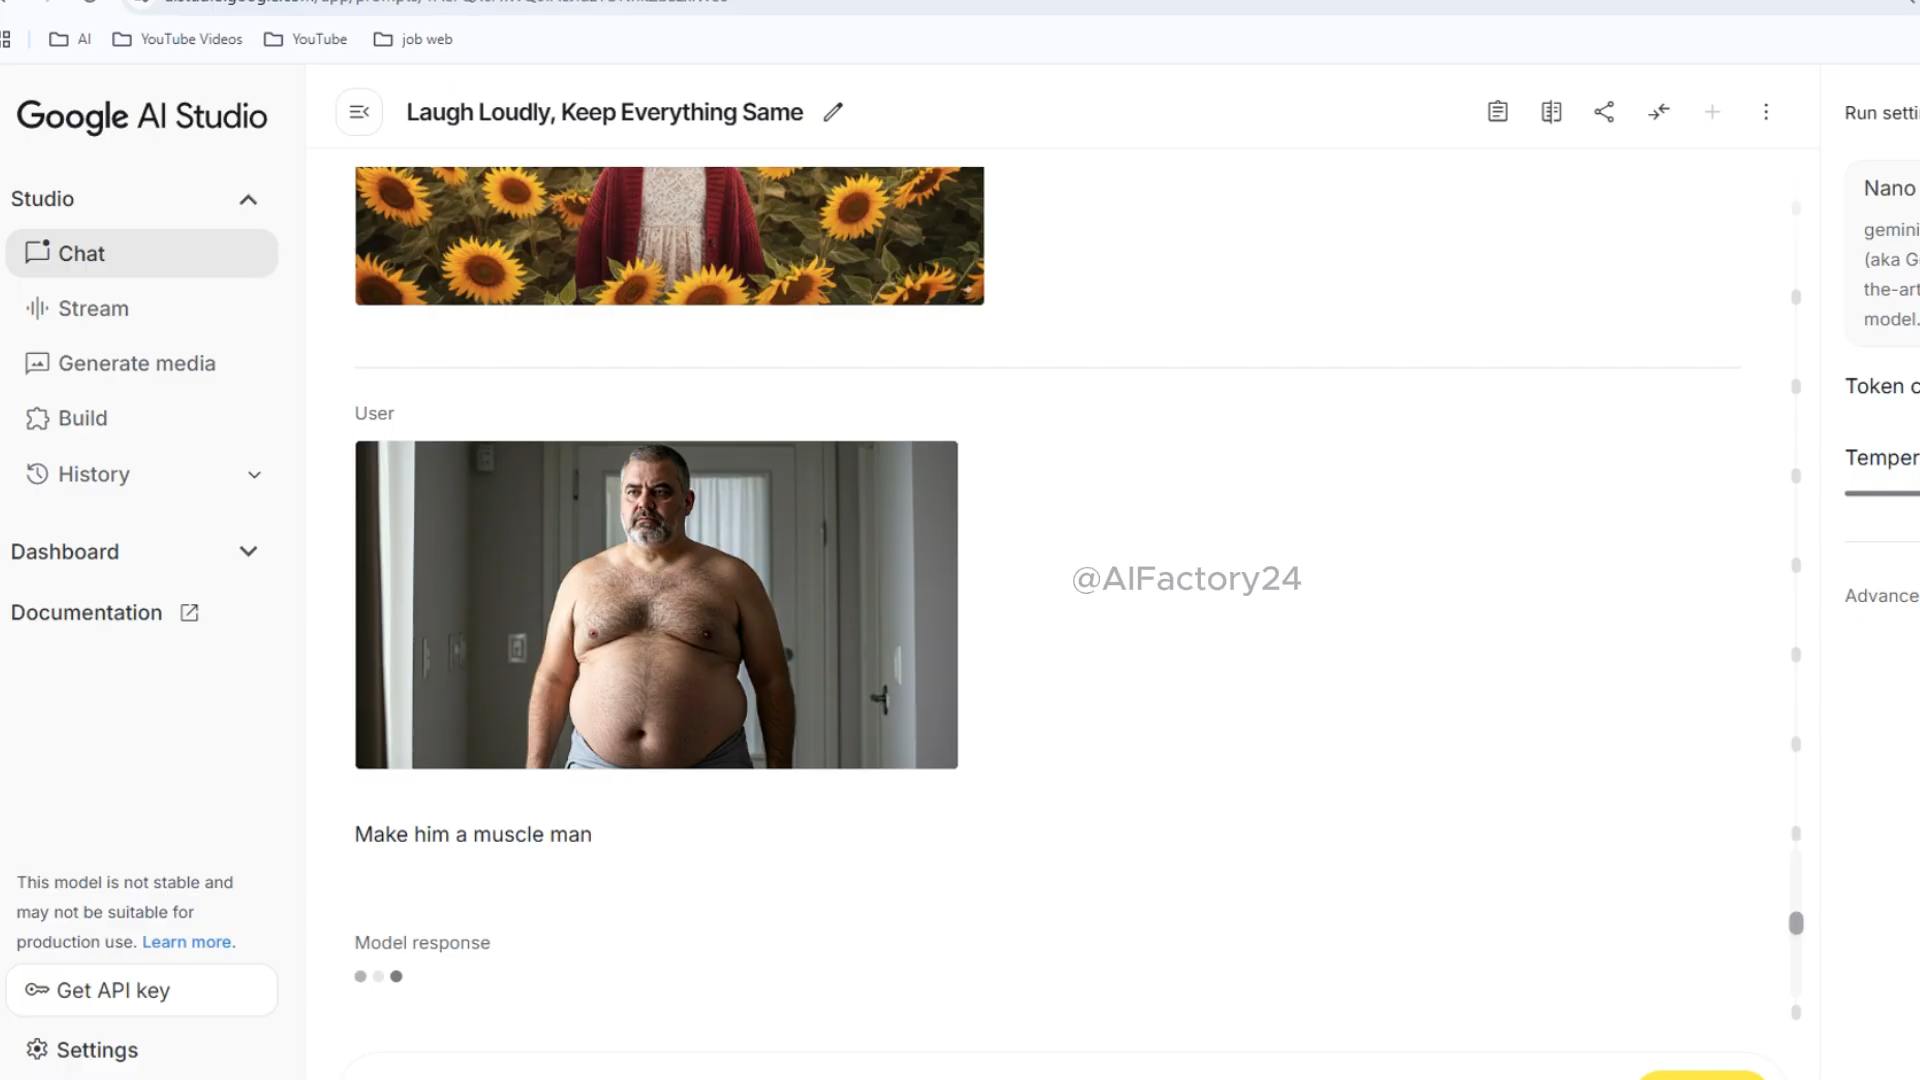 AI
YouTube Videos
YouTube
job web
Google AI Studio
Laugh Loudly, Keep Everything Same
Run setti
Studio
Chat
Stream
Generate media
Build
History
Dashboard
Documentation
This model is not stable and
may not be suitable for
production use. Learn more.
Get API key
Settings
User
@AIFactory24
Make him a muscle man
Model response
Nano
gemini
(aka G
the-art
model.
Token c
Temper
Advance